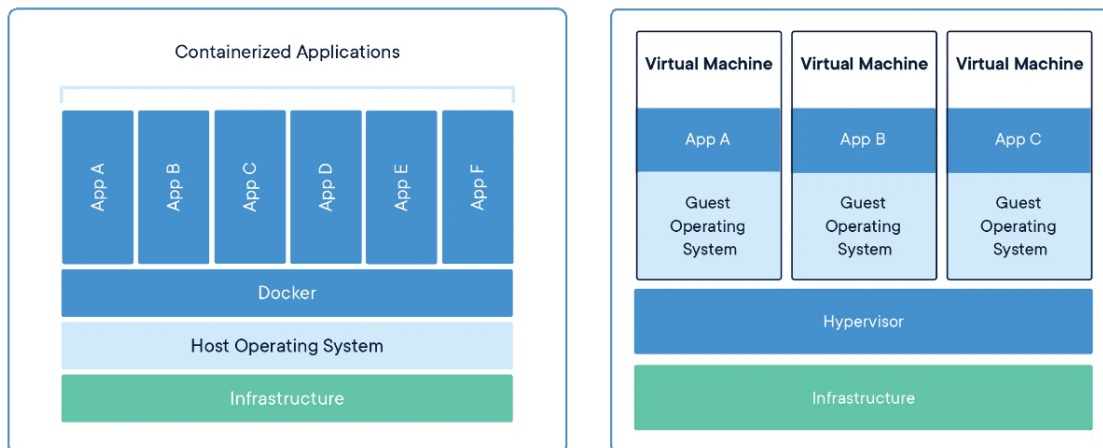 Containerized Applications
App A
App B
App C
App D
App E
App F
Docker
Host Operating System
Infrastructure
Virtual Machine
App A
Guest
Operating
System
Virtual Machine
App B
Guest
Operating
System
Virtual Machine
App C
Guest
Operating
System
Hypervisor
Infrastructure